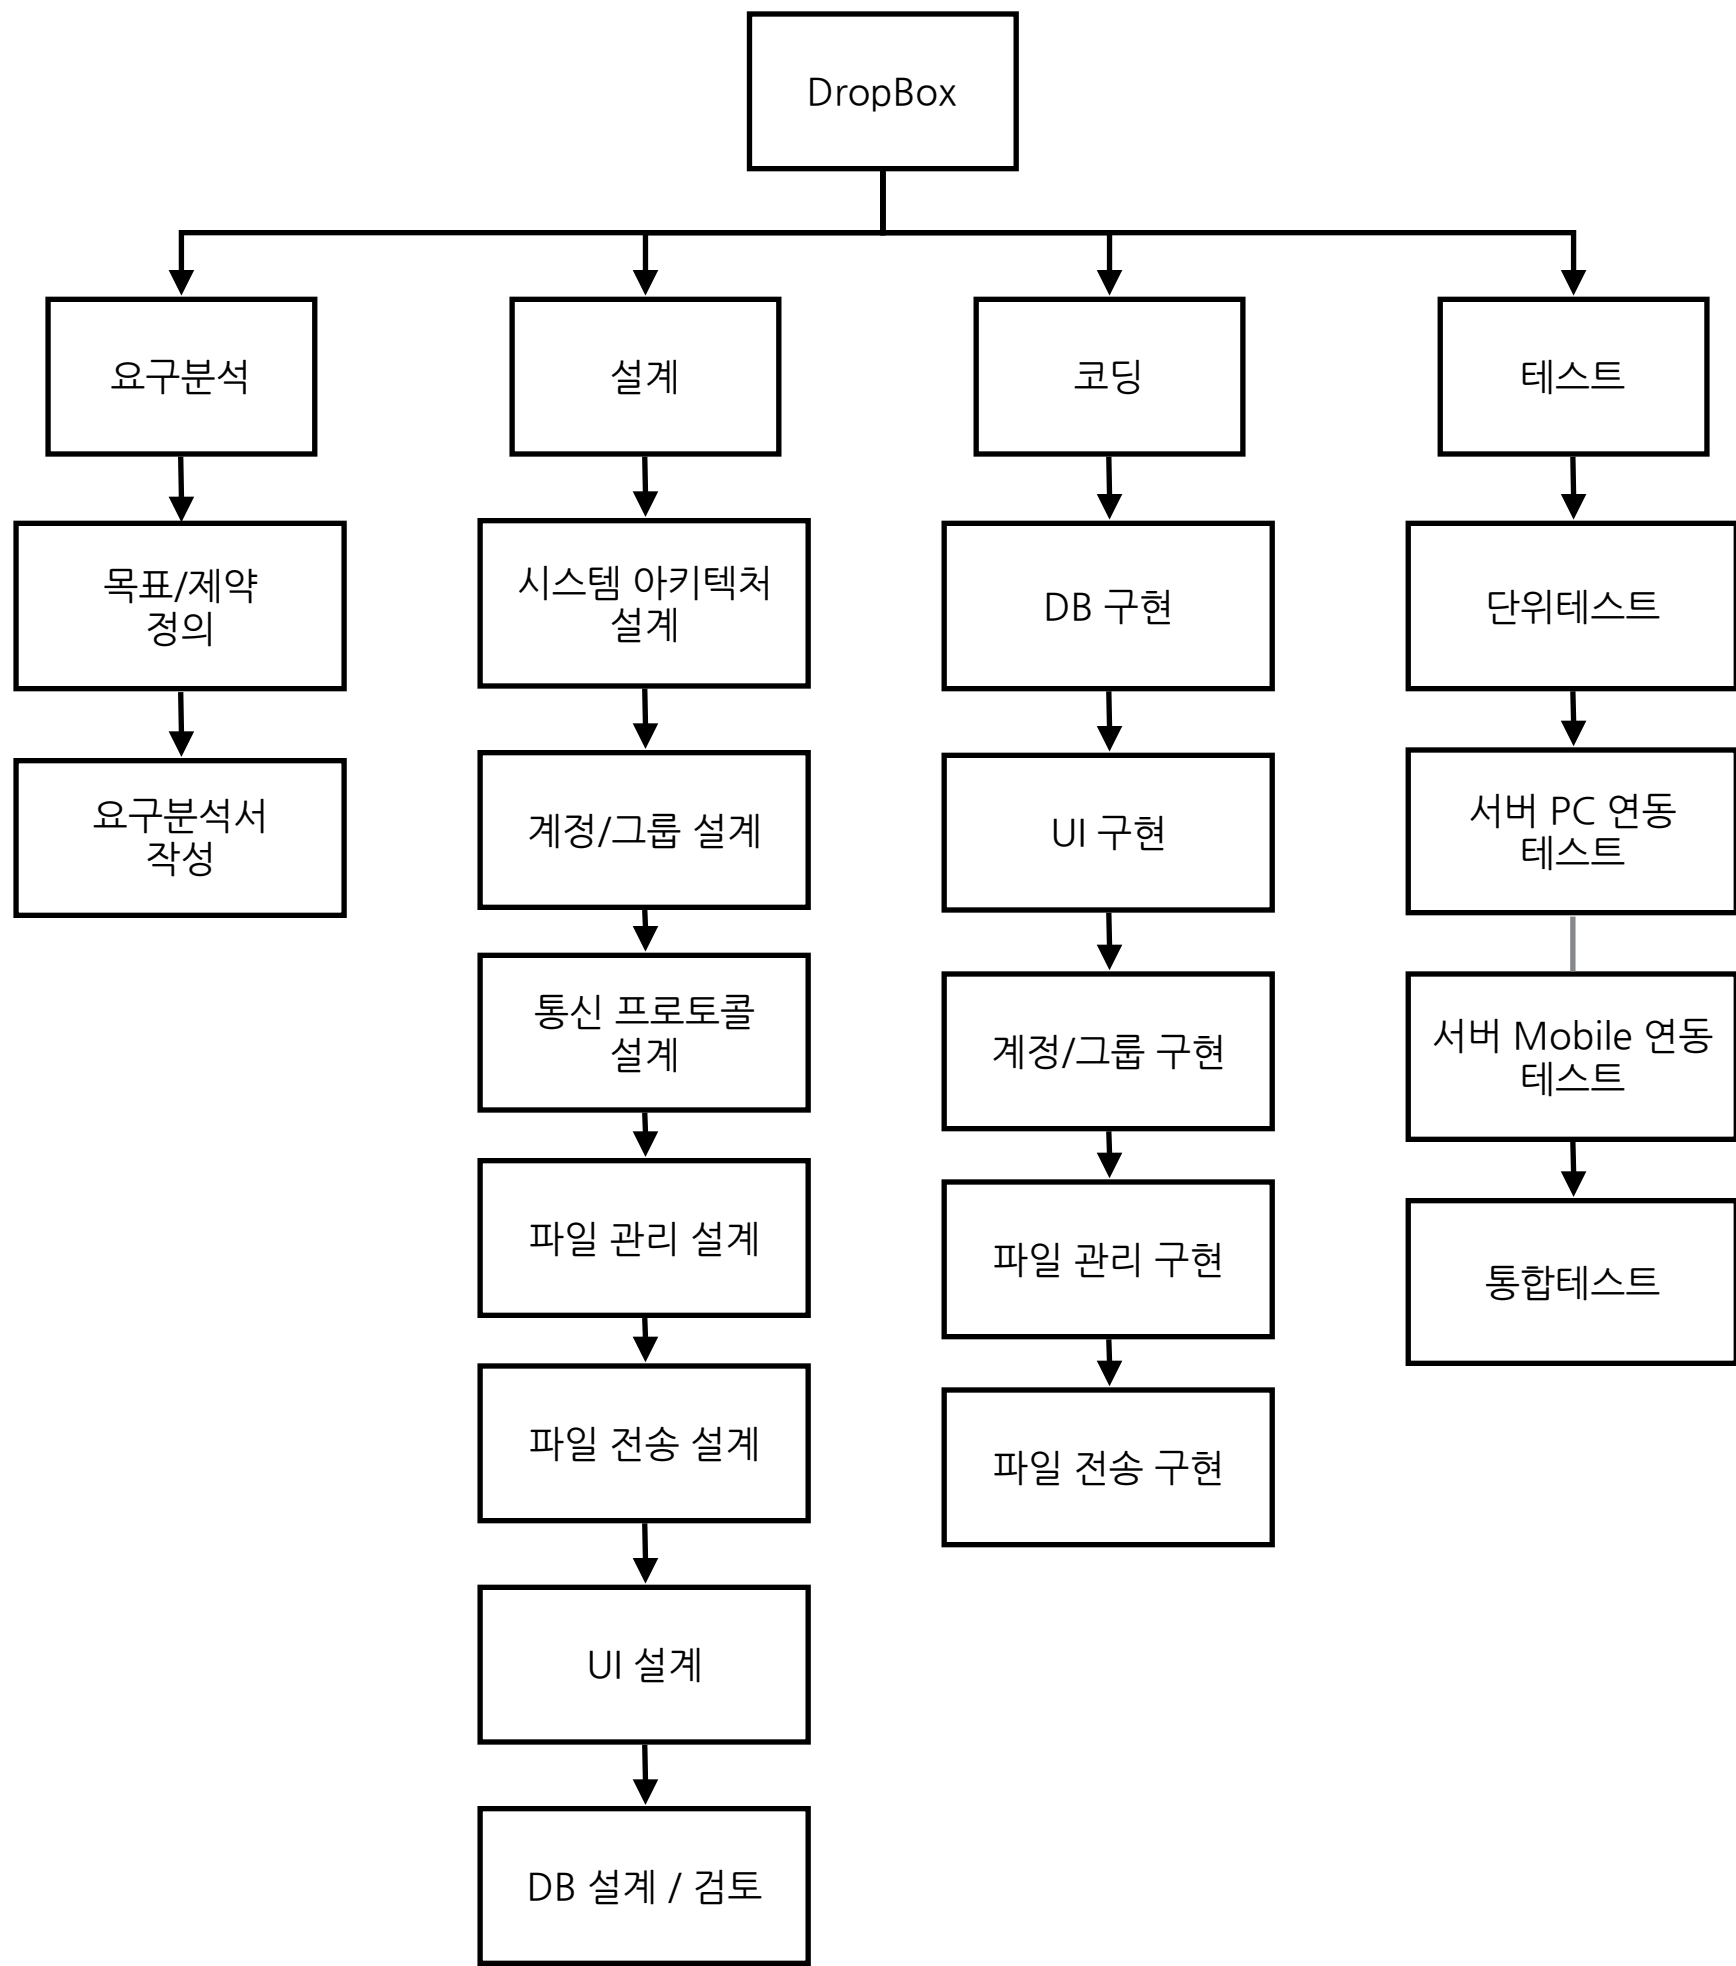 DropBox
요구분석
설계
코딩
테스트
목표/제약
정의
요구분석서
작성
시스템 아키텍처
설계
계정/그룹 설계
통신 프로토콜
설계
파일 관리 설계
파일 전송 설계
UI 설계
DB 설계 / 검토
DB 구현
UI 구현
계정/그룹 구현
파일 관리 구현
파일 전송 구현
단위테스트
서버 PC 연동
테스트
서버 Mobile 연동
테스트
통합테스트